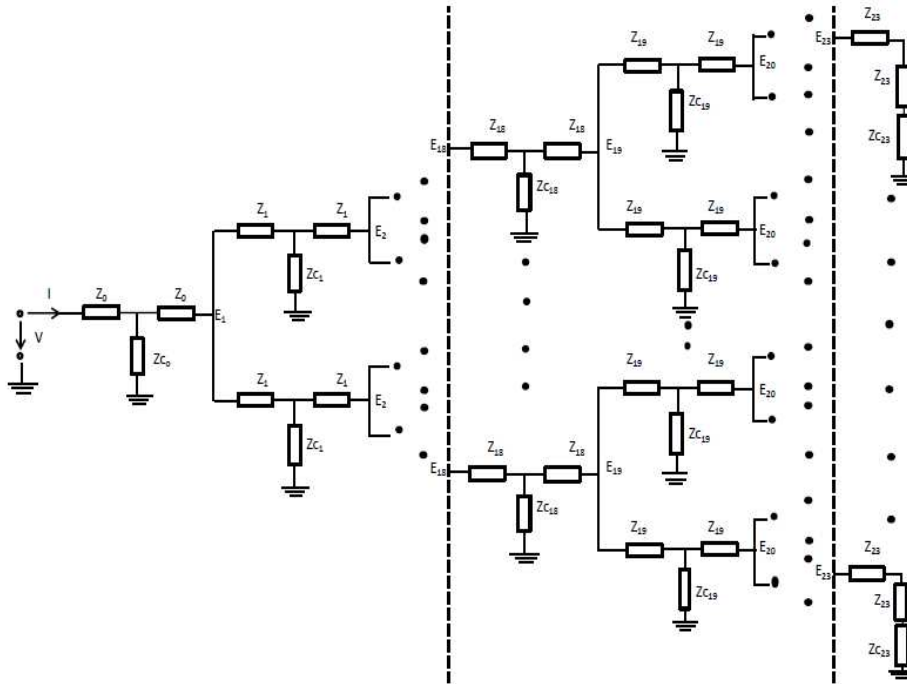 Z₁₉ Z₁₉ E₂₃ Z₂₃
E₂₀
Z₂₃
Zc₁₉
Zc₂₃
Z₁₈ Z₁₈
E₁₈ E₁₉
Zc₁₈
Z₁₉ Z₁₉
Z₁ Z₁
E₂ E₂₀
Zc₁
Zc₁₉
I Z₀ Z₀
E₁
V
Zc₀
Z₁ Z₁
E₂
Z₁₉ Z₁₉
E₂₀
Zc₁
Zc₁₉
Z₁₈ Z₁₈
E₁₈ E₁₉
Zc₁₈
Z₁₉ Z₁₉
E₂₀
Z₂₃
E₂₃
Zc₁₉
Z₂₃
Zc₂₃